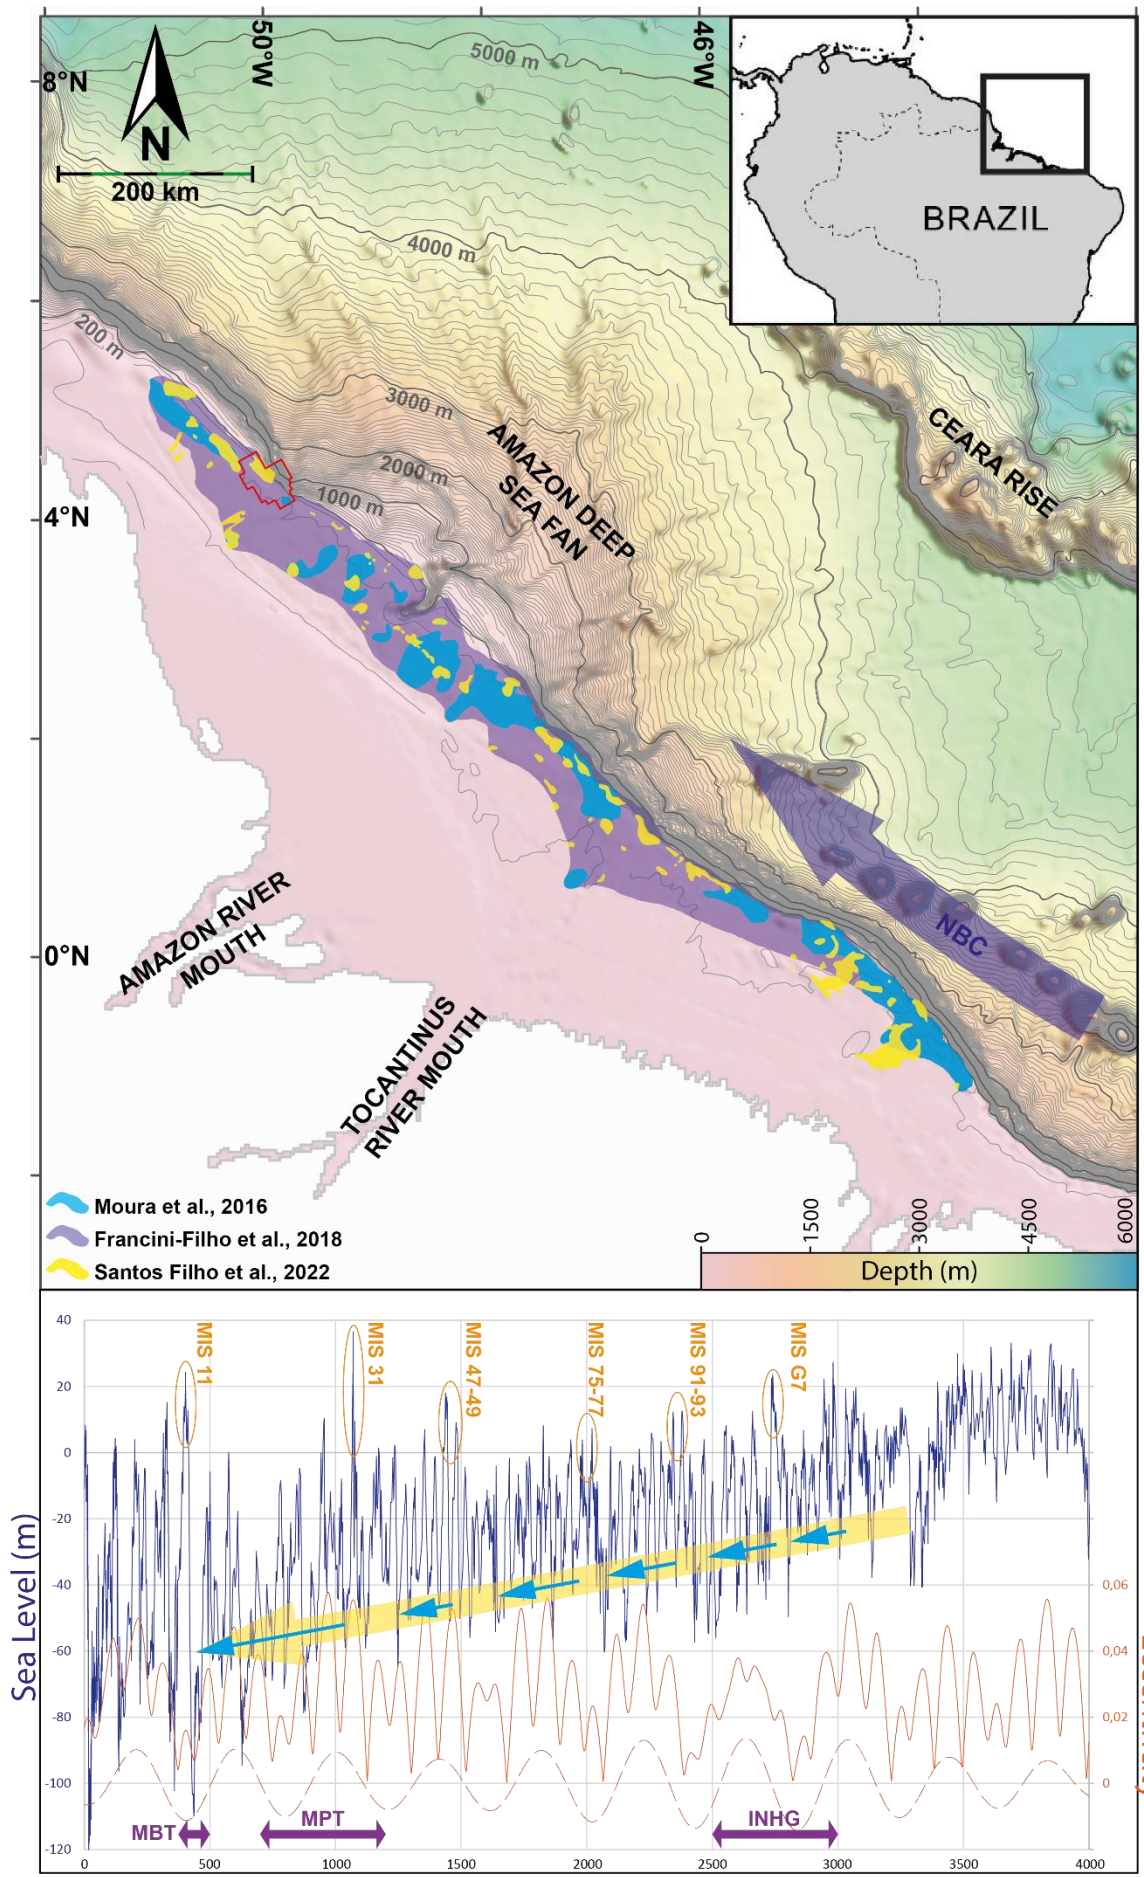 50°W
46°W
8°N
5000 m
N
200 km
BRAZIL
4000 m
200 m
3000 m
CEARA RISE
AMAZON DEEP
SEA FAN
2000 m
1000 m
4°N
NBC
AMAZON RIVER
MOUTH
0°N
TOCANTINUS
RIVER MOUTH
Moura et al., 2016
Francini-Filho et al., 2018
Santos Filho et al., 2022
0
1500
3000
4500
6000
Depth (m)
40
20
0
-20
-40
-60
-80
-100
-120
Sea Level (m)
MIS 11
MIS 31
MIS 47-49
MIS 75-77
MIS 91-93
MIS G7
0,06
0,04
0,02
0
MBT
MPT
INHG
0
500
1000
1500
2000
2500
3000
3500
4000